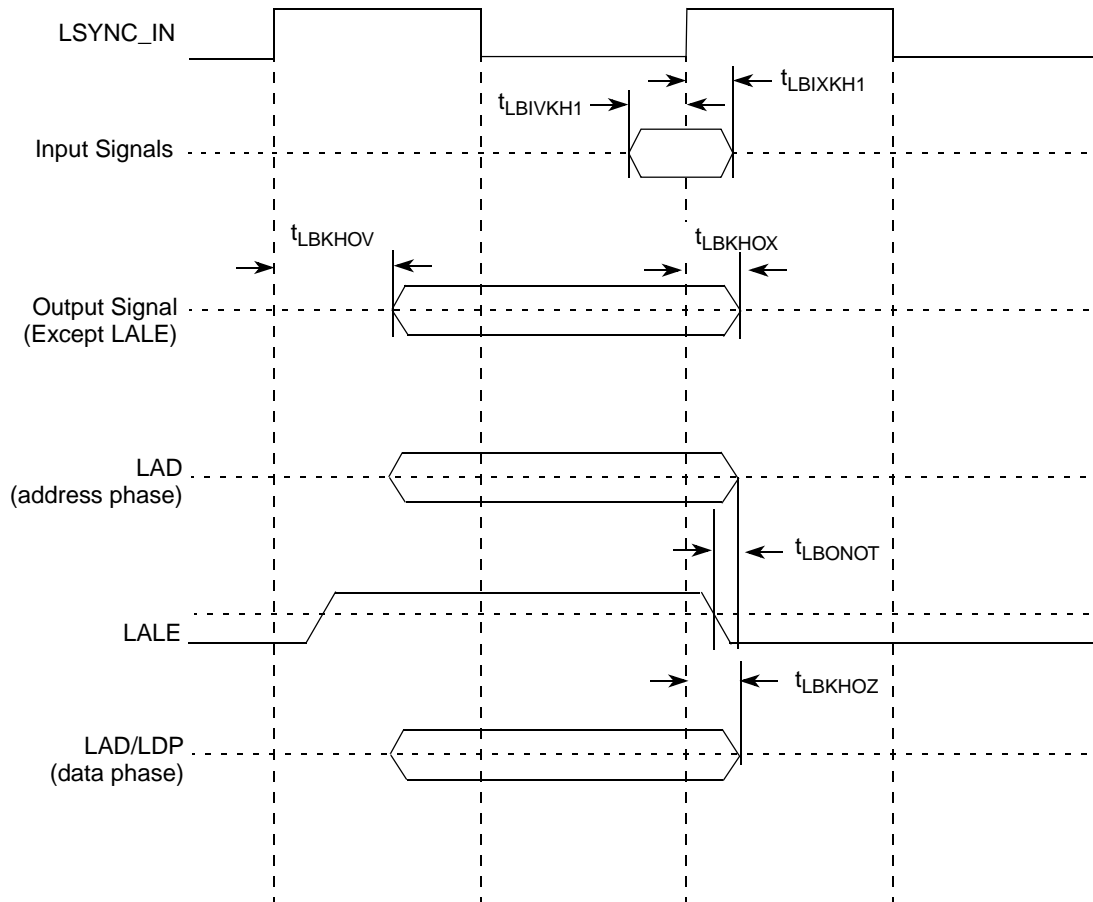 LSYNC_IN
tLBIXKH1
tLBIVKH1
Input Signals
tLBKHOV
tLBKHOX
Output Signal
(Except LALE)
LAD
(address phase)
tLBONOT
LALE
tLBKHOZ
LAD/LDP
(data phase)